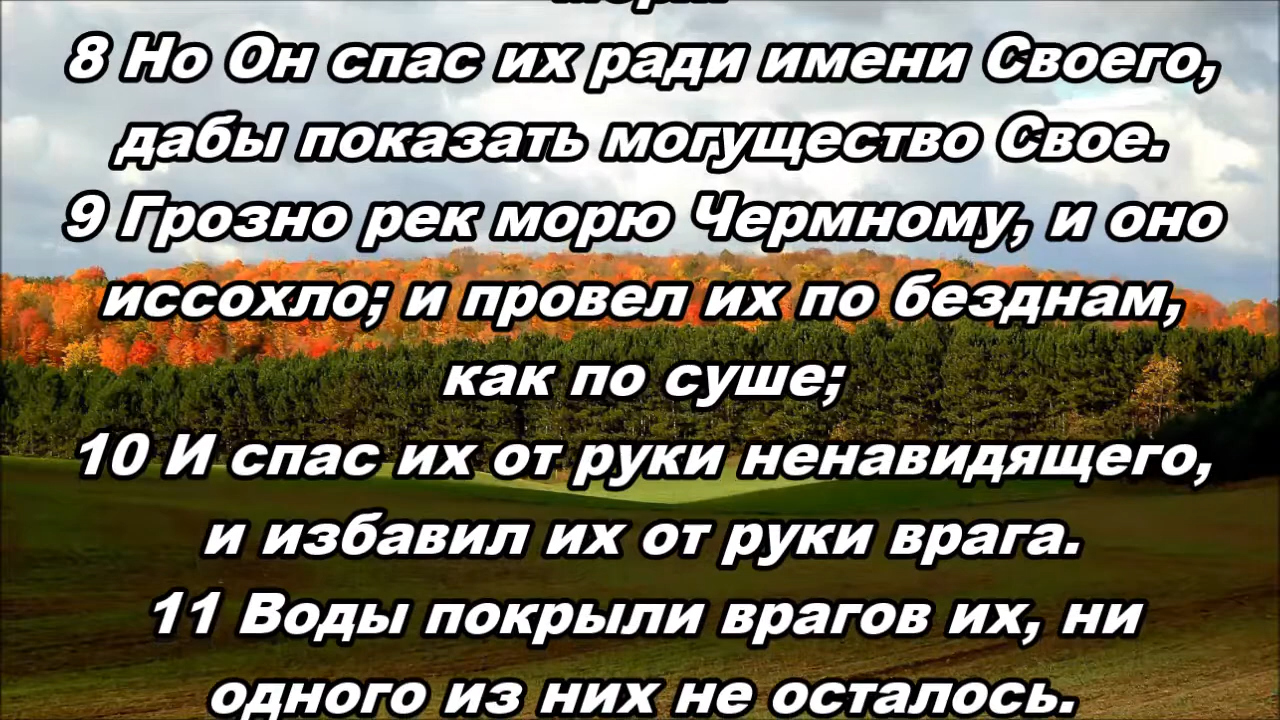 8 Но Он спас их ради имени Своего,
дабы показать могущество Свое.
9 Грозно рек морю Чермному, и оно
иссохло; и провел их по безднам,
как по суше;
10 И спас их от руки ненавидящего,
и избавил их от руки врага.
11 Воды покрыли врагов их, ни
одного из них не осталось.